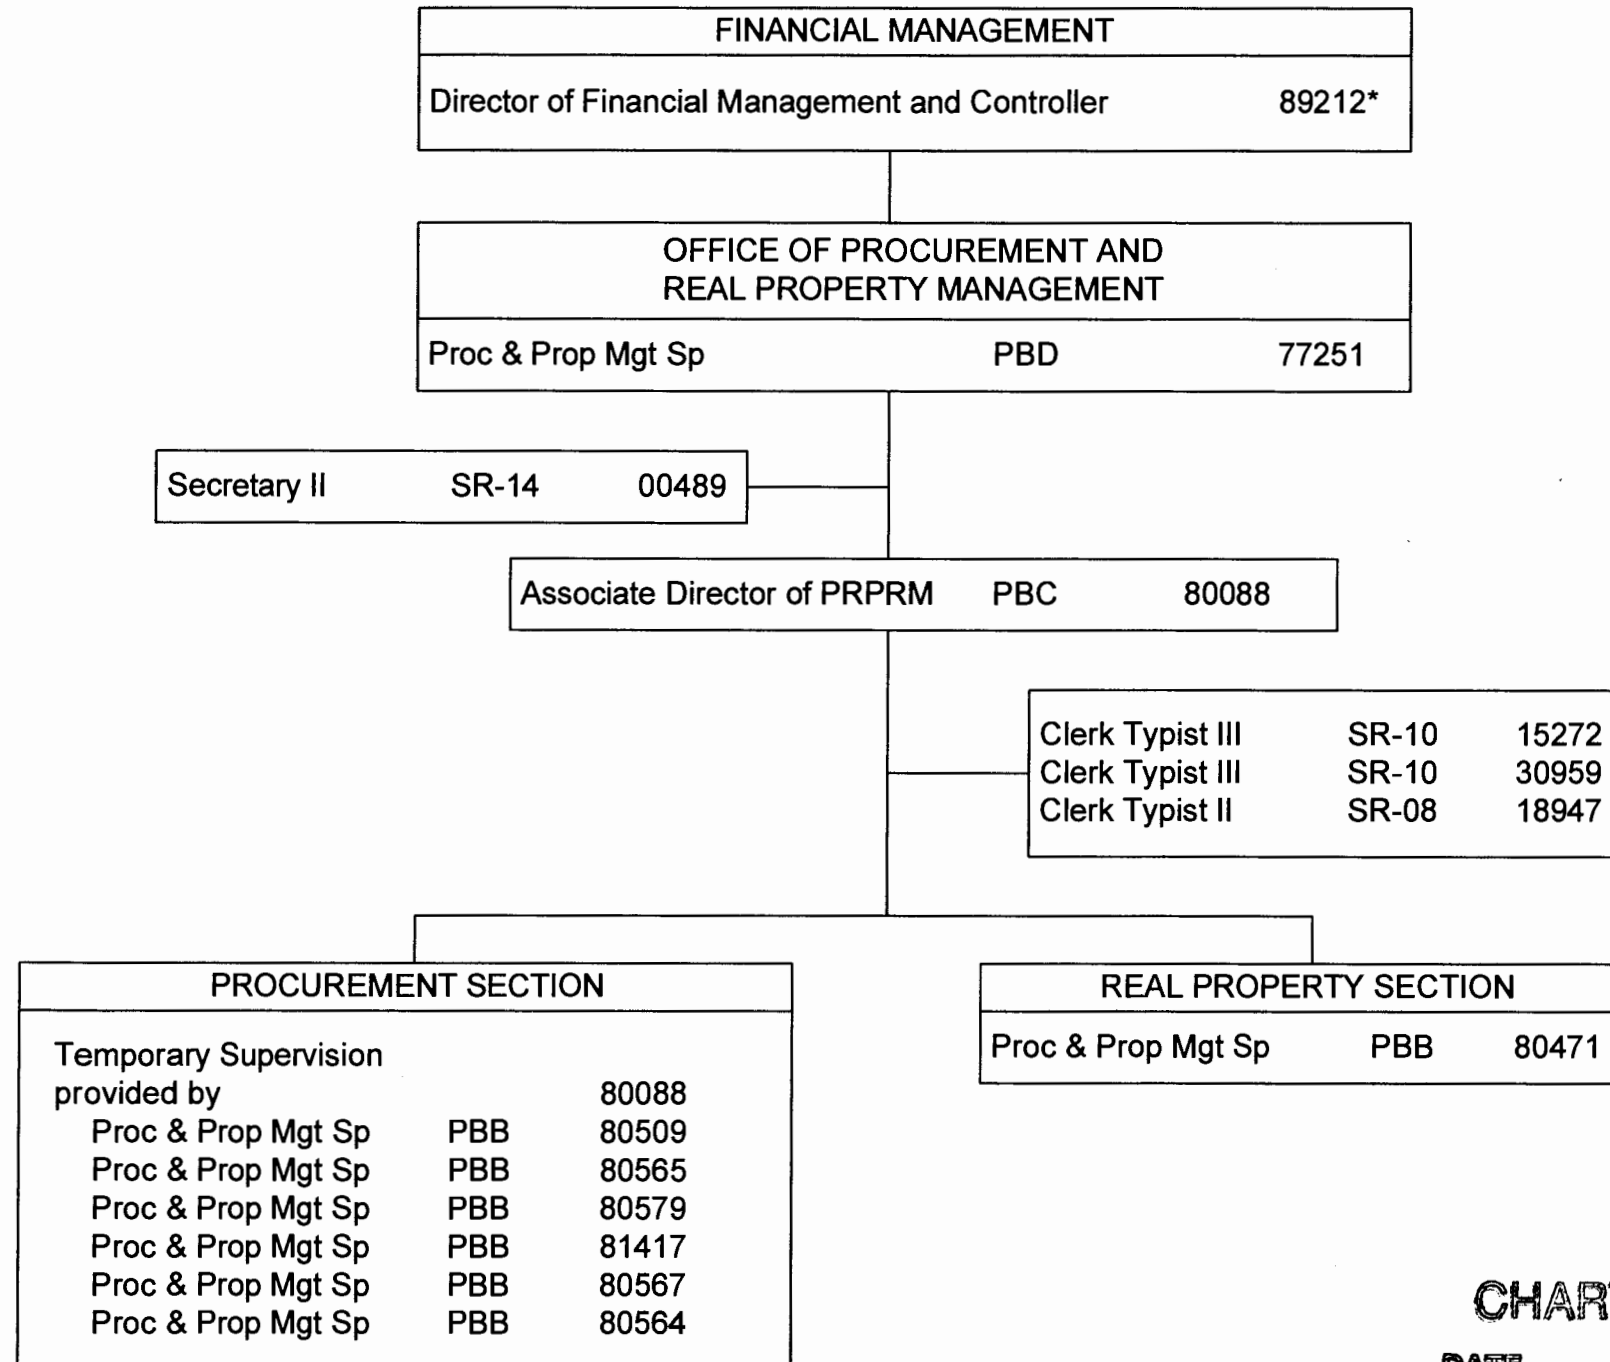 FINANCIAL MANAGEMENT
Director of Financial Management and Controller 89212*
OFFICE OF PROCUREMENT AND
REAL PROPERTY MANAGEMENT
Proc & Prop Mgt Sp PBD 77251
Secretary II SR-14 00489
Associate Director of PRPRM PBC 80088
Clerk Typist III SR-10 15272
Clerk Typist III SR-10 30959
Clerk Typist II SR-08 18947
PROCUREMENT SECTION
Temporary Supervision
provided by 80088
Proc & Prop Mgt Sp PBB 80509
Proc & Prop Mgt Sp PBB 80565
Proc & Prop Mgt Sp PBB 80579
Proc & Prop Mgt Sp PBB 81417
Proc & Prop Mgt Sp PBB 80567
Proc & Prop Mgt Sp PBB 80564
REAL PROPERTY SECTION
Proc & Prop Mgt Sp PBB 80471
CHAR